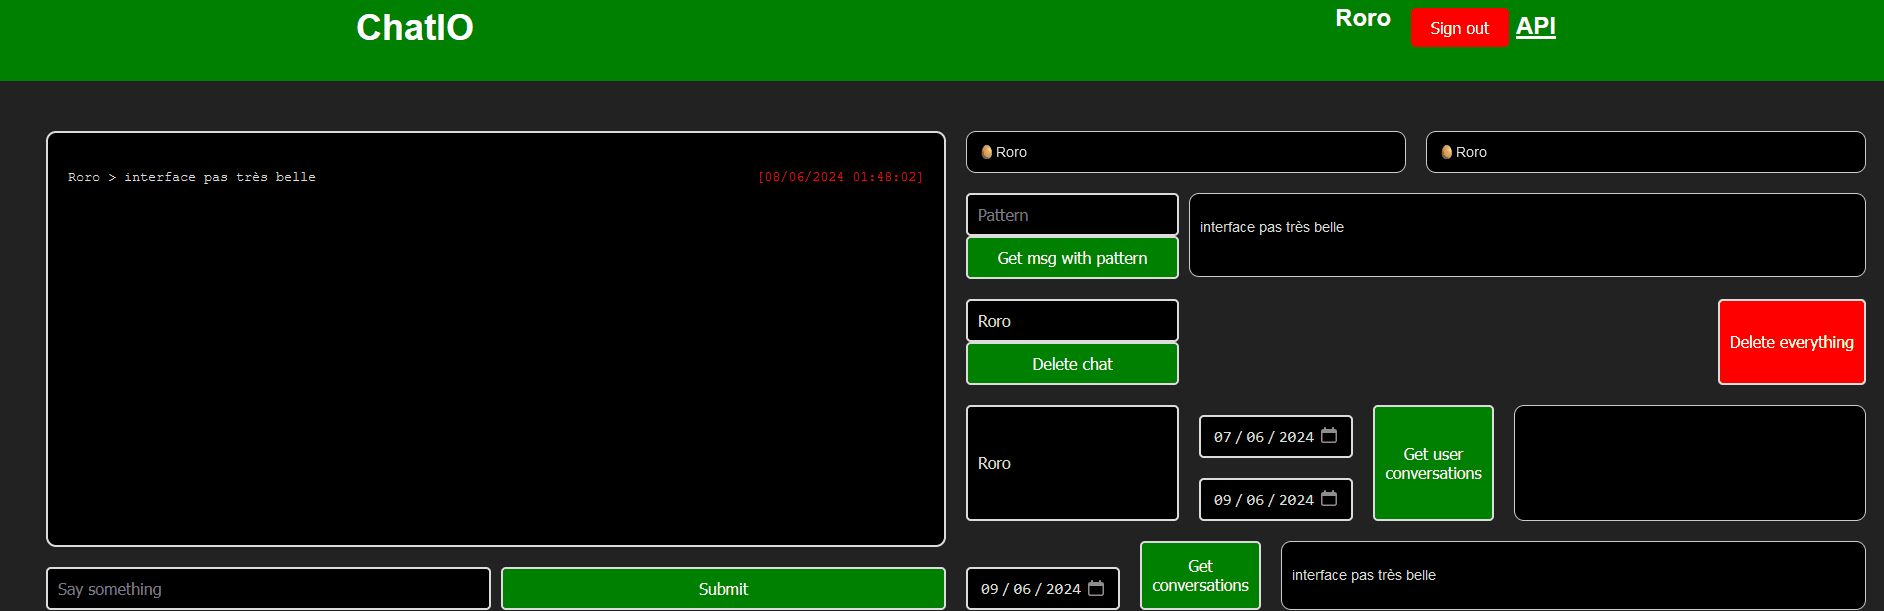 ChatIO
Roro
Sign out
API
Roro > interface pas très belle
[08/06/2024 01:48:02]
Say something
Submit
Roro
Roro
Pattern
Get msg with pattern
interface pas très belle
Roro
Delete chat
Delete everything
Roro
07/06/2024
09/06/2024
Get user
conversations
09/06/2024
Get
conversations
interface pas très belle